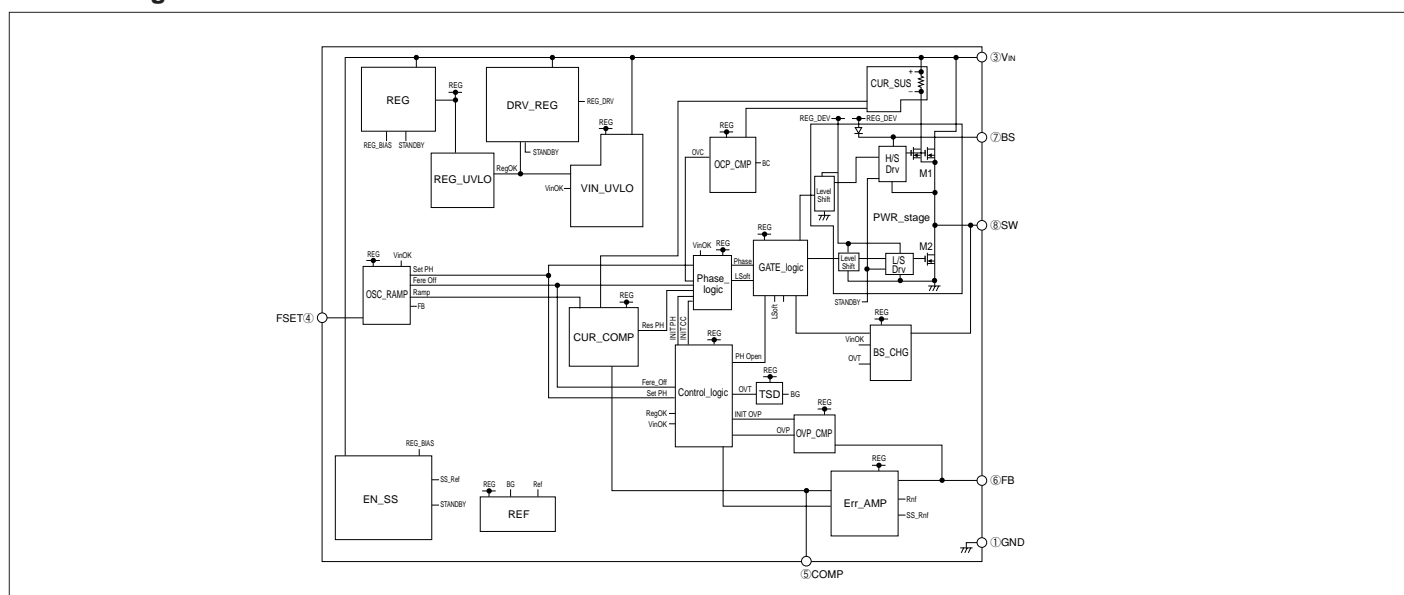 ③VIN
CUR_SUS
+
−
REG
REG
DRV_REG
REG_DRV
REG_BIAS
STANDBY
STANDBY
REG
REG_UVLO
RegOK
VIN_UVLO
VinOK
REG
OVC
OCP_CMP
BC
REG_DEV
REG_DEV
⑦BS
H/S
Drv
M1
Level
Shift
PWR_stage
⑧SW
M2
L/S
Drv
Level
Shift
STANDBY
REG
VinOK
OSC_RAMP
Set PH
Fere Off
Ramp
FB
FSET④
VinOK
REG
Phase_
logic
Phase
LSoft
REG
GATE_logic
LSoft
REG
CUR_COMP
Res PH
INIT PH
INIT CC
REG
Control_logic
PH Open
Fere_Off
Set PH
RegOK
VinOK
OVT
REG
TSD
BG
INIT OVP
OVP
REG
OVP_CMP
REG
VinOK
OVT
BS_CHG
REG_BIAS
EN_SS
SS_Ref
STANDBY
REG
BG
Ref
REF
REG
Err_AMP
Rnf
SS_Rnf
⑥FB
①GND
⑤COMP